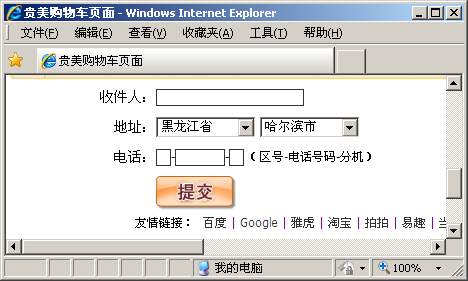 贵美购物车页面 - Windows Internet Explorer
文件(F) 编辑(E) 查看(V) 收藏夹(A) 工具(T) 帮助(H)
贵美购物车页面
收件人：
地址： 黑龙江省 哈尔滨市
电话： - - （区号-电话号码-分机）
提交
友情链接： 百度 | Google | 雅虎 | 淘宝 | 拍拍 | 易趣 | 当
我的电脑 100%